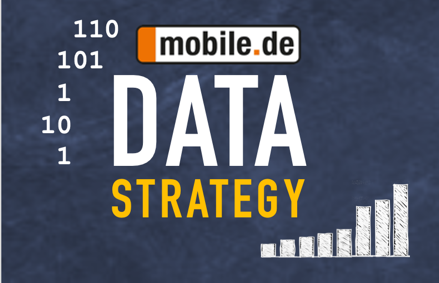 110
mobile.de
101
DATA
1
10
1
STRATEGY